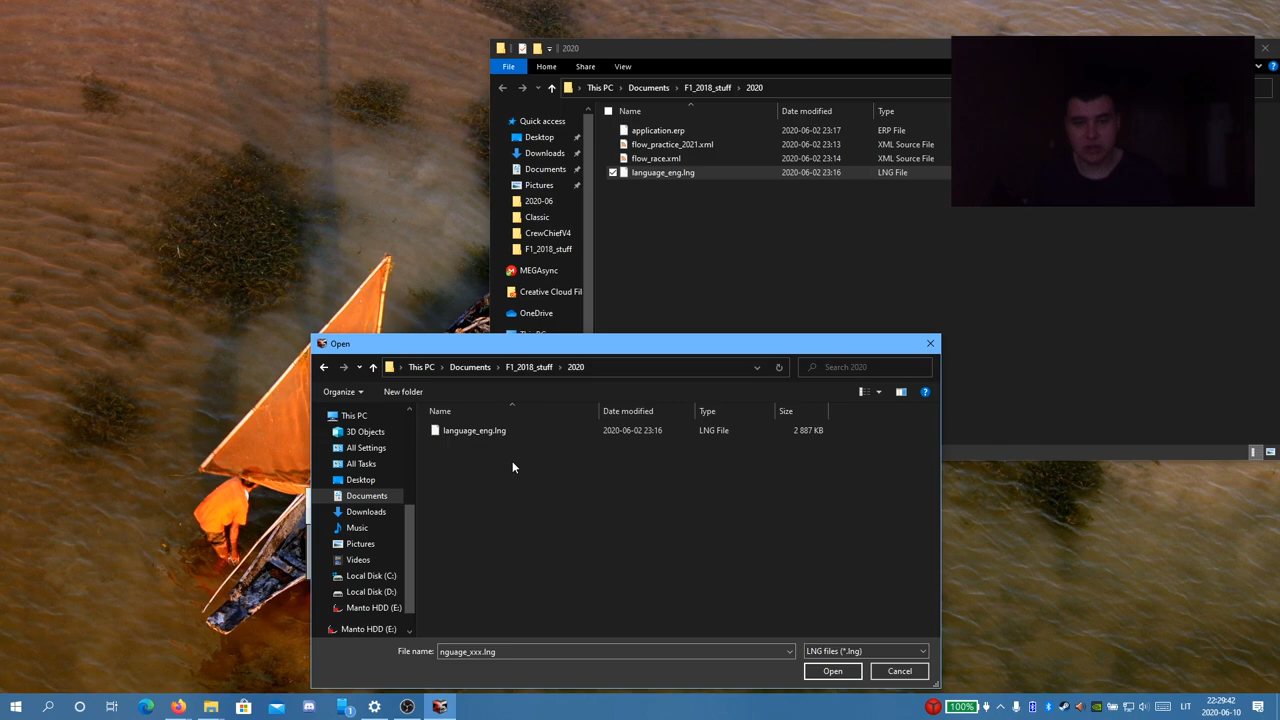 2020
File
Home
Share
View
This PC
Documents
F1_2018_stuff
2020
Name
Date modified
Type
Quick access
Desktop
Downloads
Documents
Pictures
2020-06
Classic
CrewChiefV4
F1_2018_stuff
MEGAsync
Creative Cloud Fil
OneDrive
application.erp 2020-06-02 23:17 ERP File
flow_practice_2021.xml 2020-06-02 23:13 XML Source File
flow_race.xml 2020-06-02 23:14 XML Source File
language_eng.lng 2020-06-02 23:16 LNG File
Open
This PC
Documents
F1_2018_stuff
2020
Search 2020
Organize
New folder
Name
Date modified
Type
Size
This PC
3D Objects
All Settings
All Tasks
Desktop
Documents
Downloads
Music
Pictures
Videos
Local Disk (C:)
Local Disk (D:)
Manto HDD (E:)
Manto HDD (E:)
language_eng.lng 2020-06-02 23:16 LNG File 2 887 KB
File name:
nguage_xxx.lng
LNG files (*.lng)
Open
Cancel
1
100%
LIT
22:29:42
2020-06-10